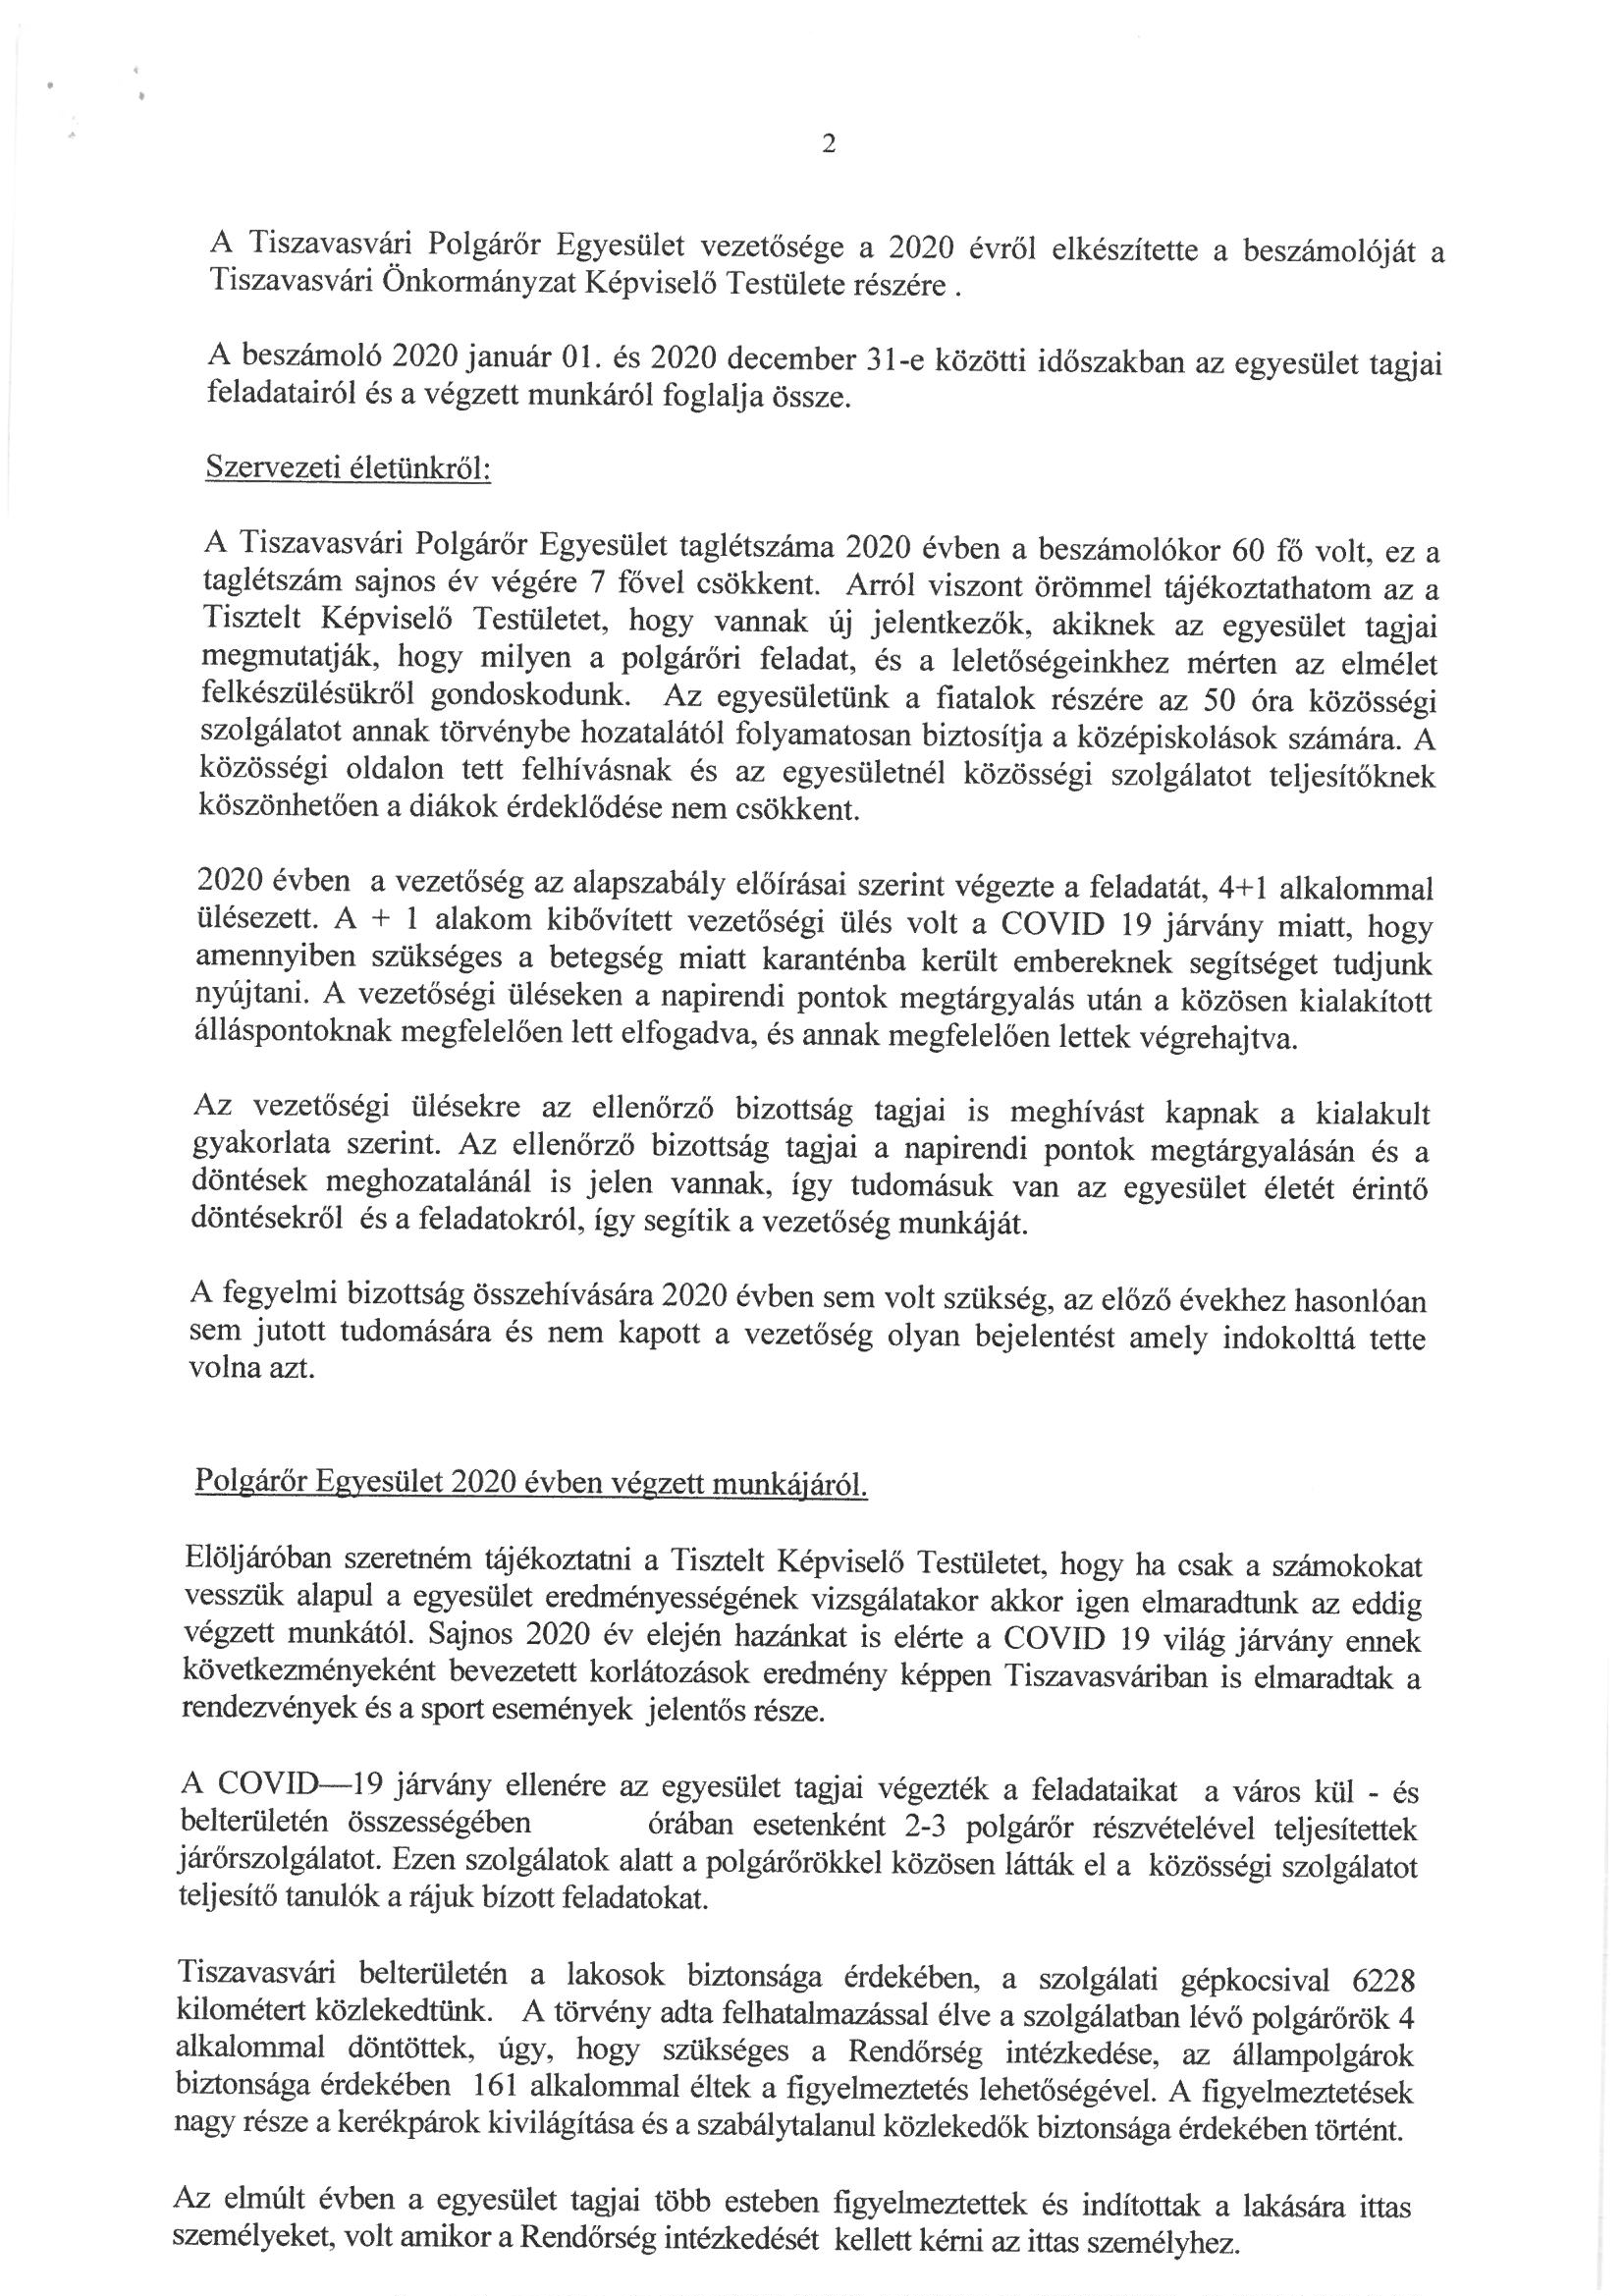 2
A Tiszavasvári Polgárőr Egyesület vezetősége a 2020 évről elkészítette a beszámolóját a
Tiszavasvári Önkormányzat Képviselő Testülete részére .
A beszámoló 2020 január 01. és 2020 december 31-e közötti időszakban az egyesület tagjai
feladatairól és a végzett munkáról foglalja össze.
Szervezeti életünkről:
A Tiszavasvári Polgárőr Egyesület taglétszáma 2020 évben a beszámolókor 60 fő volt, ez a
taglétszám sajnos év végére 7 fővel csökkent. Arról viszont örömmel tájékoztathatom az a
Tisztelt Képviselő Testületet, hogy vannak új jelentkezők, akiknek az egyesület tagjai
megmutatják, hogy milyen a polgárőri feladat, és a leletőségeinkhez mérten az elmélet
felkészülésükről gondoskodunk. Az egyesületünk a fiatalok részére az 50 óra közösségi
szolgálatot annak törvénybe hozatalától folyamatosan biztosítja a középiskolások számára. A
közösségi oldalon tett felhívásnak és az egyesületnél közösségi szolgálatot teljesítőknek
köszönhetően a diákok érdeklődése nem csökkent.
2020 évben a vezetőség az alapszabály előírásai szerint végezte a feladatát, 4+1 alkalommal
ülésezett. A + 1 alakom kibővített vezetőségi ülés volt a COVID 19 járvány miatt, hogy
amennyiben szükséges a betegség miatt karanténba került embereknek segítséget tudjunk
nyújtani. A vezetőségi üléseken a napirendi pontok megtárgyalás után a közösen kialakított
álláspontoknak megfelelően lett elfogadva, és annak megfelelően lettek végrehajtva.
Az vezetőségi ülésekre az ellenőrző bizottság tagjai is meghívást kapnak a kialakult
gyakorlata szerint. Az ellenőrző bizottság tagjai a napirendi pontok megtárgyalásán és a
döntések meghozatalánál is jelen vannak, így tudomásuk van az egyesület életét érintő
döntésekről és a feladatokról, így segítik a vezetőség munkáját.
A fegyelmi bizottság összehívására 2020 évben sem volt szükség, az előző évekhez hasonlóan
sem jutott tudomására és nem kapott a vezetőség olyan bejelentést amely indokolttá tette
volna azt.
Polgárőr Egyesület 2020 évben végzett munkájáról.
Elöljáróban szeretném tájékoztatni a Tisztelt Képviselő Testületet, hogy ha csak a számokokat
vesszük alapul a egyesület eredményességének vizsgálatakor akkor igen elmaradtunk az eddig
végzett munkától. Sajnos 2020 év elején hazánkat is elérte a COVID 19 világ járvány ennek
következményeként bevezetett korlátozások eredmény képpen Tiszavasváriban is elmaradtak a
rendezvények és a sport események jelentős része.
A COVID—19 járvány ellenére az egyesület tagjai végezték a feladataikat a város kül - és
belterületén összességében órában esetenként 2-3 polgárőr részvételével teljesítettek
járőrszolgálatot. Ezen szolgálatok alatt a polgárőrökkel közösen látták el a közösségi szolgálatot
teljesítő tanulók a rájuk bízott feladatokat.
Tiszavasvári belterületén a lakosok biztonsága érdekében, a szolgálati gépkocsival 6228
kilométert közlekedtünk. A törvény adta felhatalmazással élve a szolgálatban lévő polgárőrök 4
alkalommal döntöttek, úgy, hogy szükséges a Rendőrség intézkedése, az állampolgárok
biztonsága érdekében 161 alkalommal éltek a figyelmeztetés lehetőségével. A figyelmeztetések
nagy része a kerékpárok kivilágítása és a szabálytalanul közlekedők biztonsága érdekében történt.
Az elmúlt évben a egyesület tagjai több esteben figyelmeztettek és indítottak a lakására ittas
személyeket, volt amikor a Rendőrség intézkedését kellett kérni az ittas személyhez.